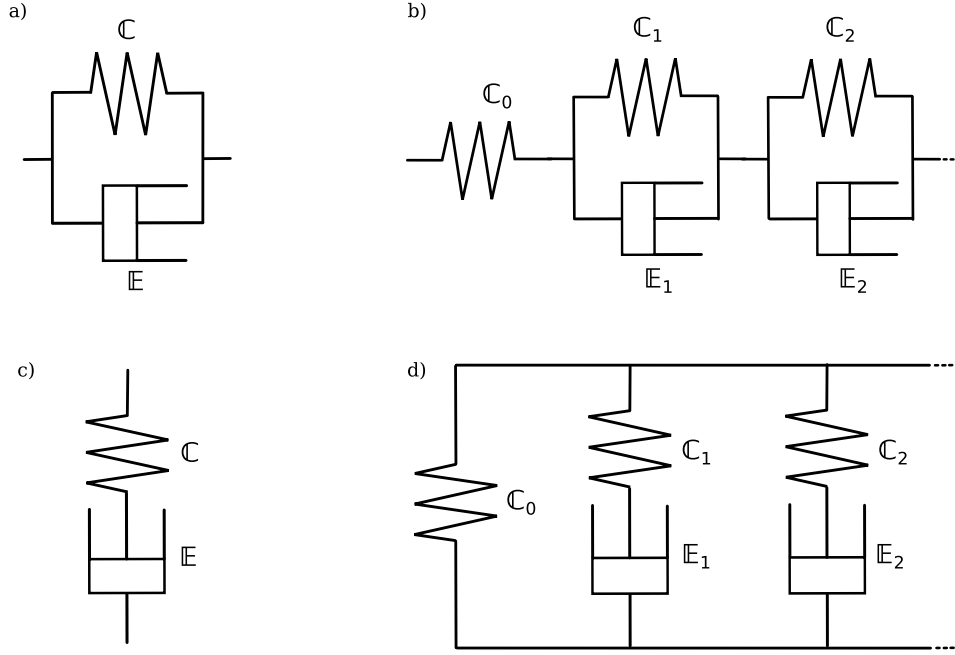 a)
ℂ
𝔼
b)
ℂ₀
ℂ₁
𝔼₁
ℂ₂
𝔼₂
c)
ℂ
𝔼
d)
ℂ₀
ℂ₁
𝔼₁
ℂ₂
𝔼₂